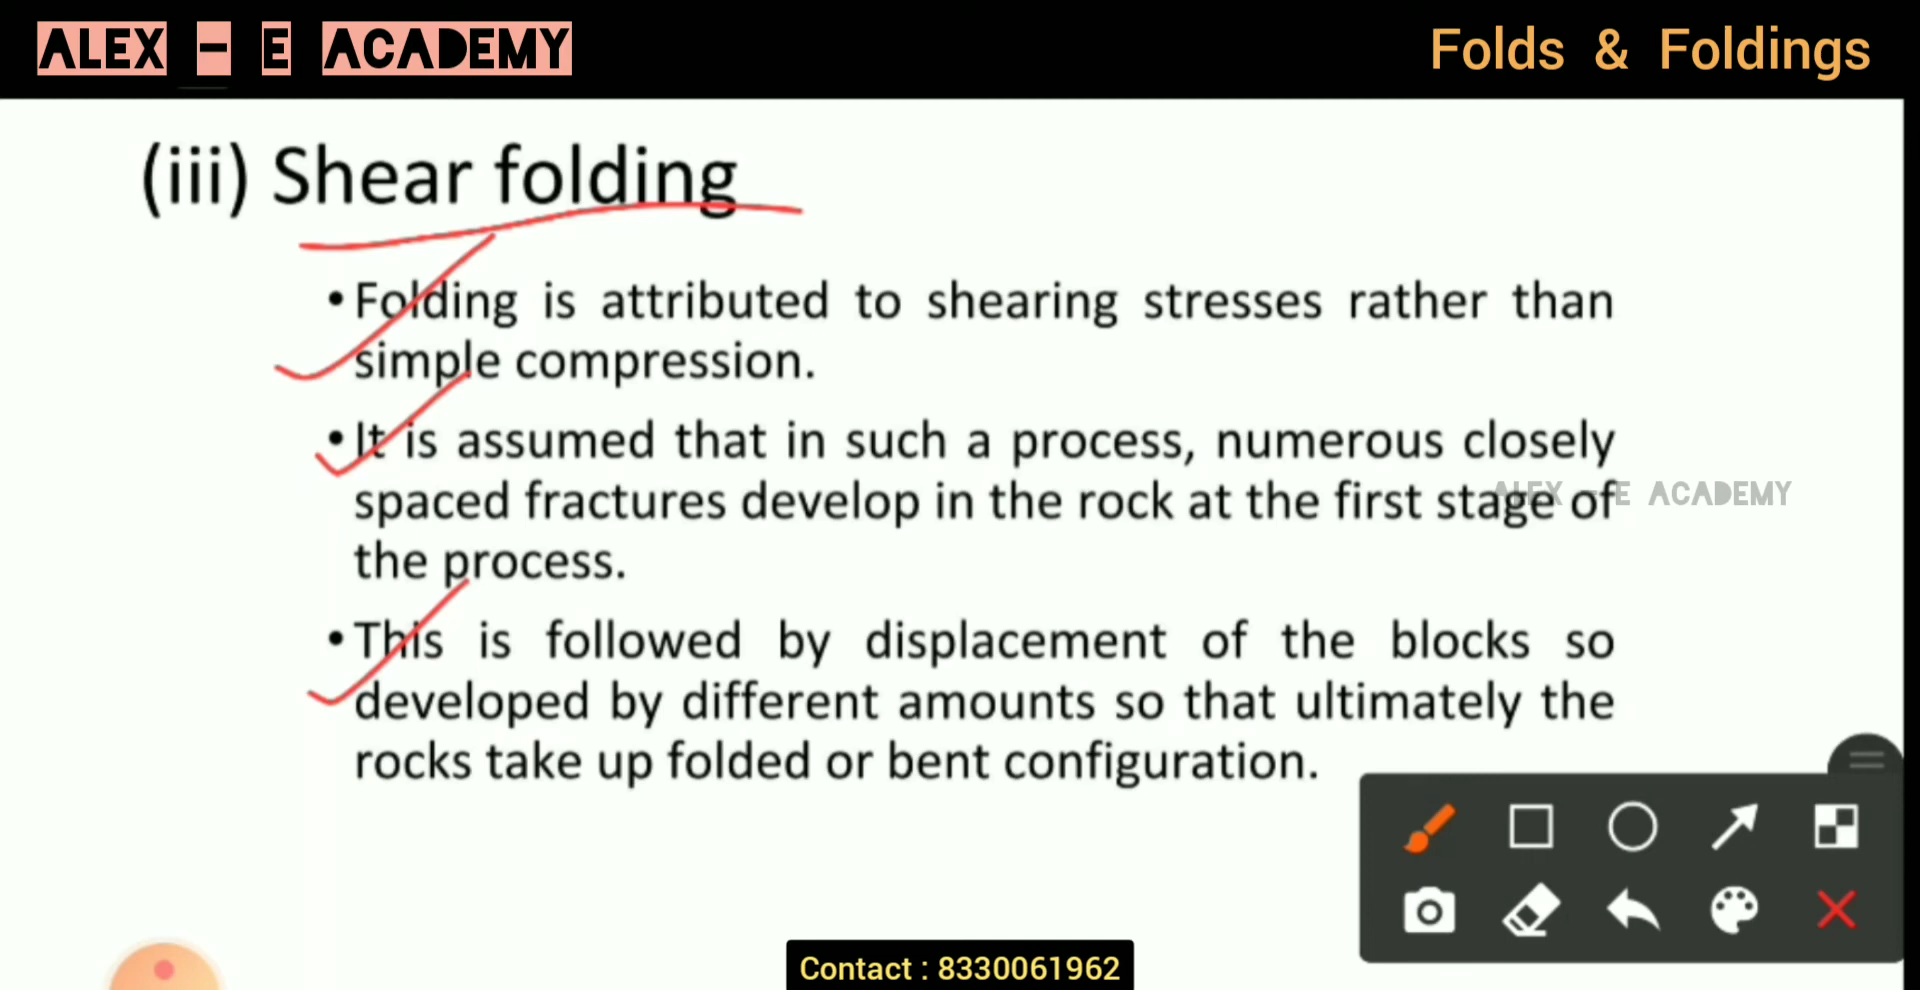 ALEX - E ACADEMY
Folds & Foldings
(iii) Shear folding
• Folding is attributed to shearing stresses rather than
simple compression.
• It is assumed that in such a process, numerous closely
spaced fractures develop in the rock at the first stage of
the process.
ALEX - E ACADEMY
• This is followed by displacement of the blocks so
developed by different amounts so that ultimately the
rocks take up folded or bent configuration.
Contact : 8330061962